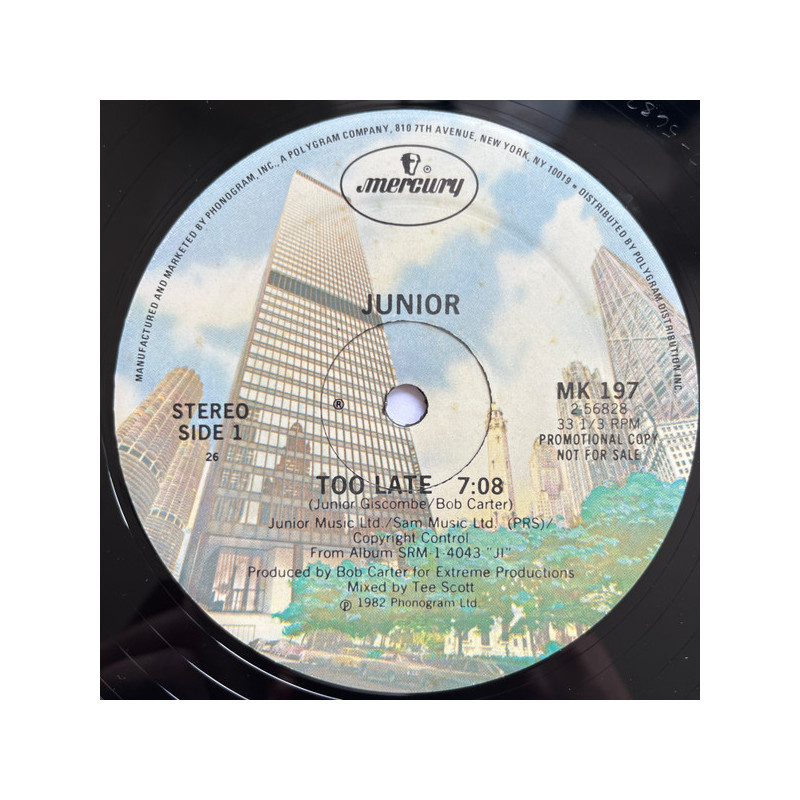 MANUFACTURED AND MARKETED BY PHONOGRAM, INC., A POLYGRAM COMPANY, 810 7TH AVENUE, NEW YORK, NY 10019 • DISTRIBUTED BY POLYGRAM DISTRIBUTION INC
mercury ®
JUNIOR
STEREO
SIDE 1
26
®
MK 197
2-56828
33 1/3 RPM
PROMOTIONAL COPY
NOT FOR SALE
TOO LATE 7:08
(Junior Giscombe/Bob Carter)
Junior Music Ltd./Sam Music Ltd. (PRS)/
Copyright Control
From Album SRM-1-4043 "JI"
Produced by Bob Carter for Extreme Productions
Mixed by Tee Scott
℗ 1982 Phonogram Ltd.